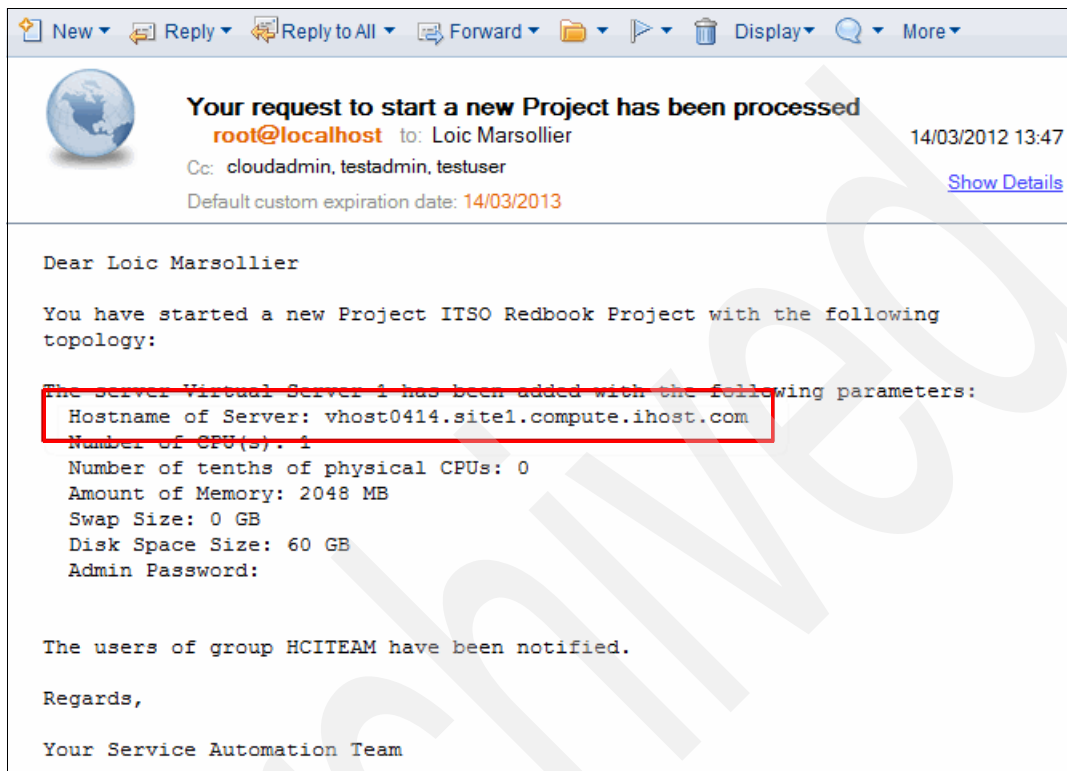 New Reply Reply to All Forward Display More
Your request to start a new Project has been processed
root@localhost to: Loic Marsollier 14/03/2012 13:47
Cc: cloudadmin, testadmin, testuser
Show Details
Default custom expiration date: 14/03/2013
Dear Loic Marsollier
You have started a new Project ITSO Redbook Project with the following
topology:
The server Virtual Server 1 has been added with the following parameters:
Hostname of Server: vhost0414.site1.compute.ihost.com
Number of CPU(s): 1
Number of tenths of physical CPUs: 0
Amount of Memory: 2048 MB
Swap Size: 0 GB
Disk Space Size: 60 GB
Admin Password:
The users of group HCITEAM have been notified.
Regards,
Your Service Automation Team